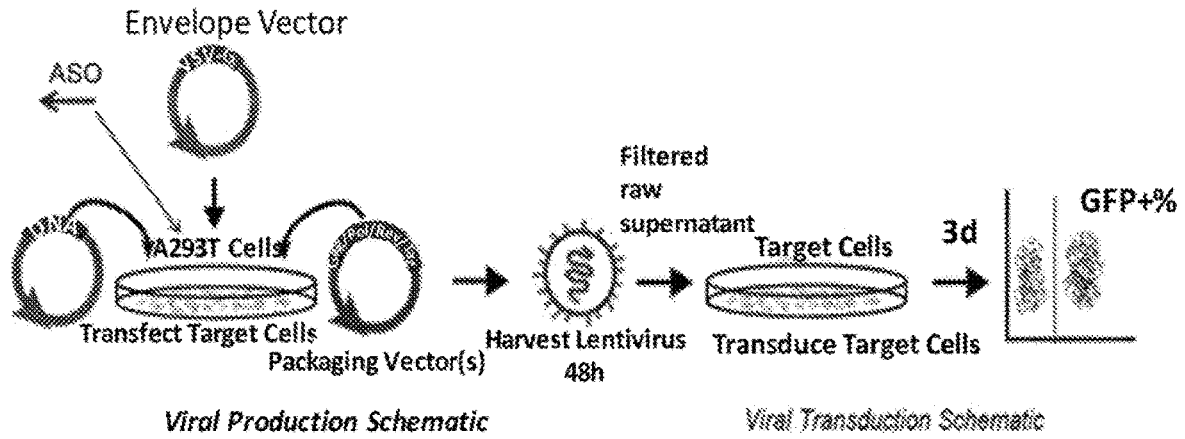 Envelope Vector
ASO
A293T Cells
Transfect Target Cells
Packaging Vector(s)
Harvest Lentivirus
48h
Filtered
raw
supernatant
Target Cells
Transduce Target Cells
3d
GFP+%
Viral Production Schematic
Viral Transduction Schematic